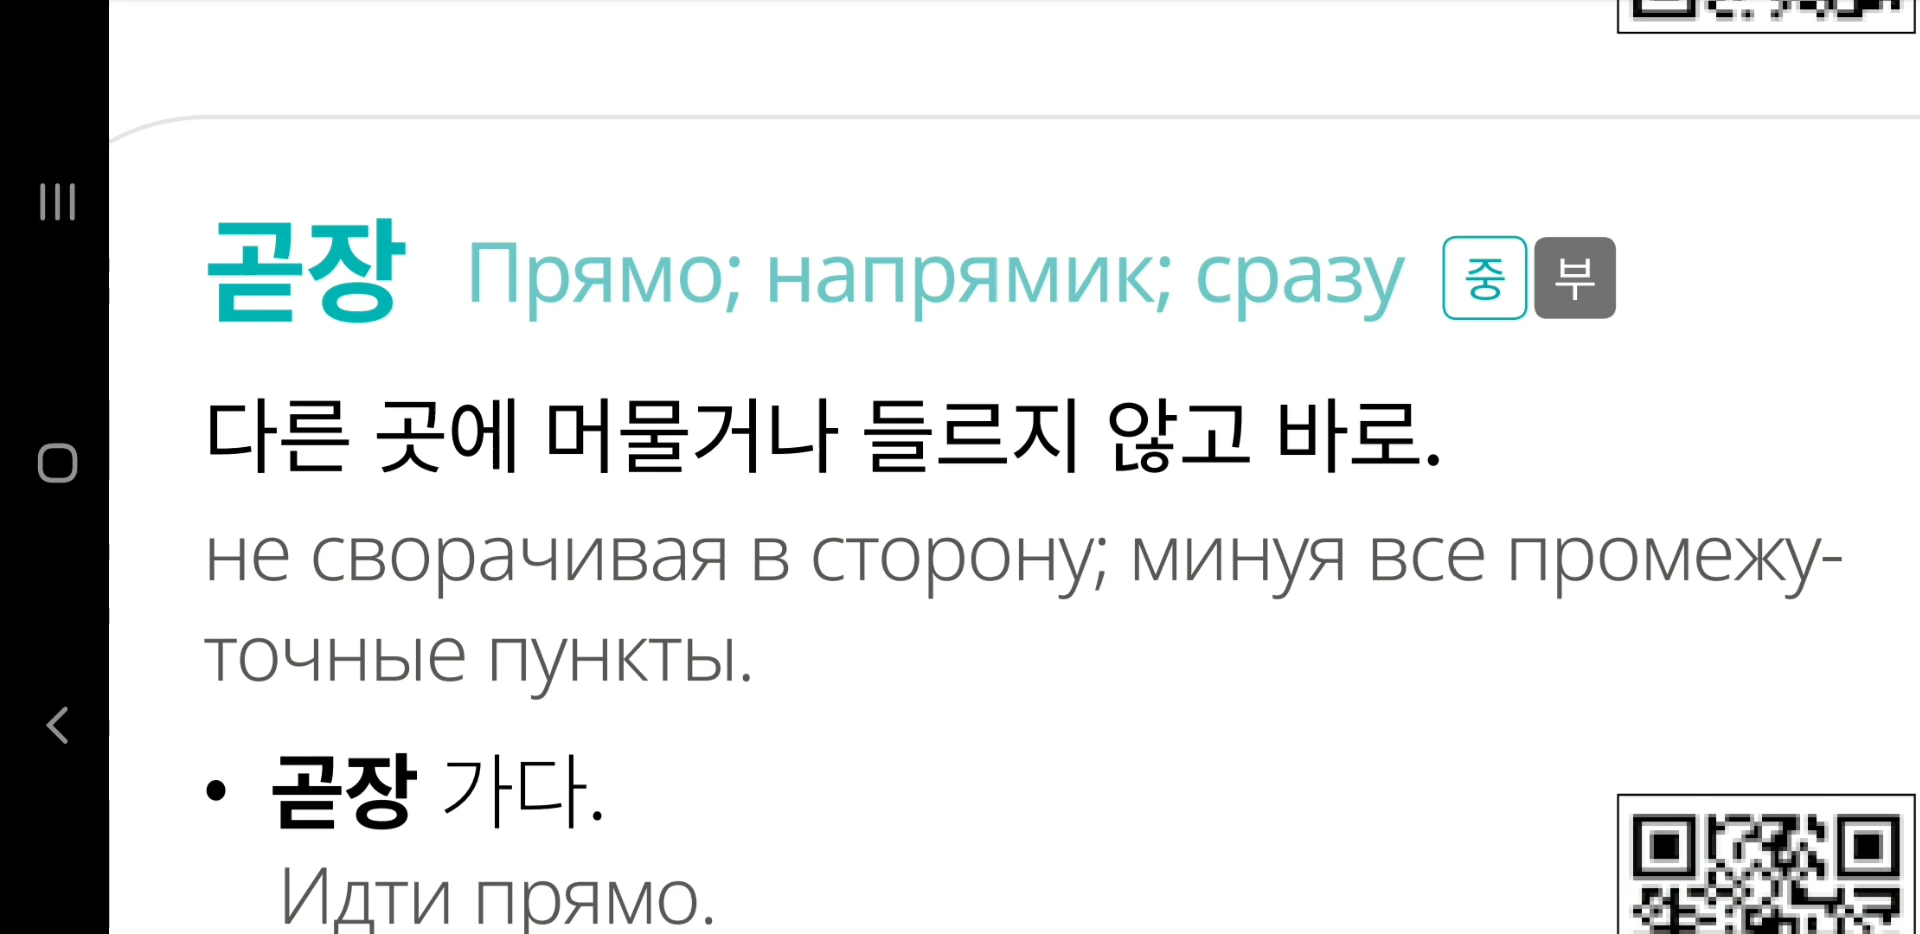 곧장 Прямо; напрямик; сразу 중 부
다른 곳에 머물거나 들르지 않고 바로.
не сворачивая в сторону; минуя все промежу-
точные пункты.
• 곧장 가다.
Идти прямо.